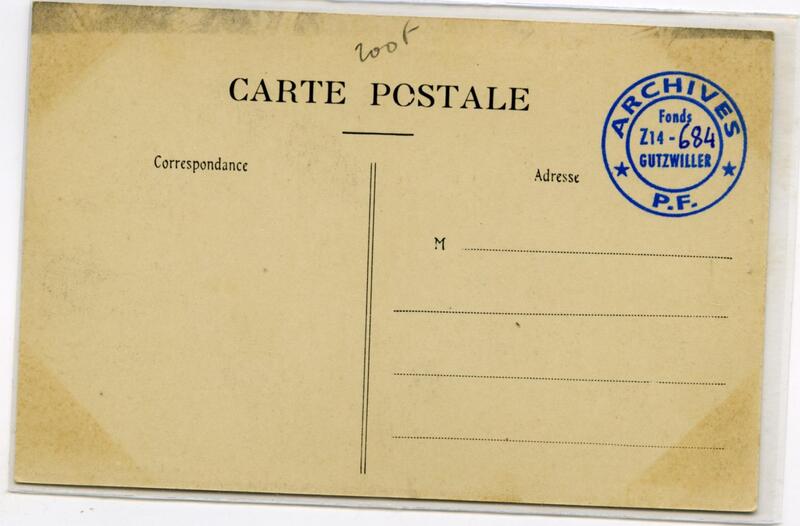 200F
CARTE POSTALE
ARCHIVES
Fonds
Z14-684
GUTZWILLER
P.F.
Correspondance
Adresse
M